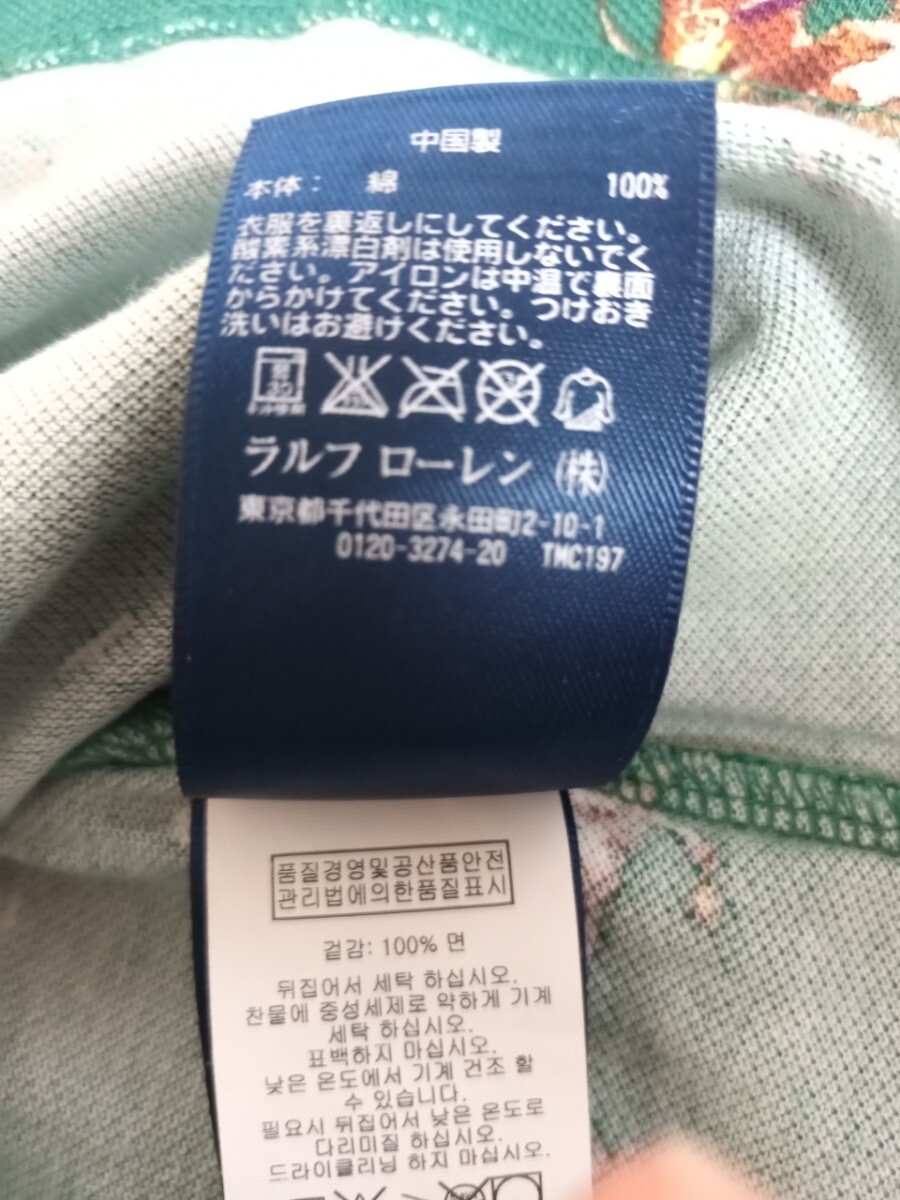 中国製
本体： 綿 100%
衣服を裏返しにしてください。
酸素系漂白剤は使用しないでく
ださい。アイロンは中温で裏面
からかけてください。つけおき
洗いはお避けください。
30
ラルフ ローレン (株)
東京都千代田区永田町2-10-1
0120-3274-20 TMC197
품질경영및공산품안전
관리법에의한품질표시
겉감: 100% 면
뒤집어서 세탁 하십시오.
찬물에 중성세제로 약하게 기계
세탁 하십시오.
표백하지 마십시오.
낮은 온도에서 기계 건조 할
수 있습니다.
필요시 뒤집어서 낮은 온도로
다리미질 하십시오.
드라이클리닝 하지 마십시오.